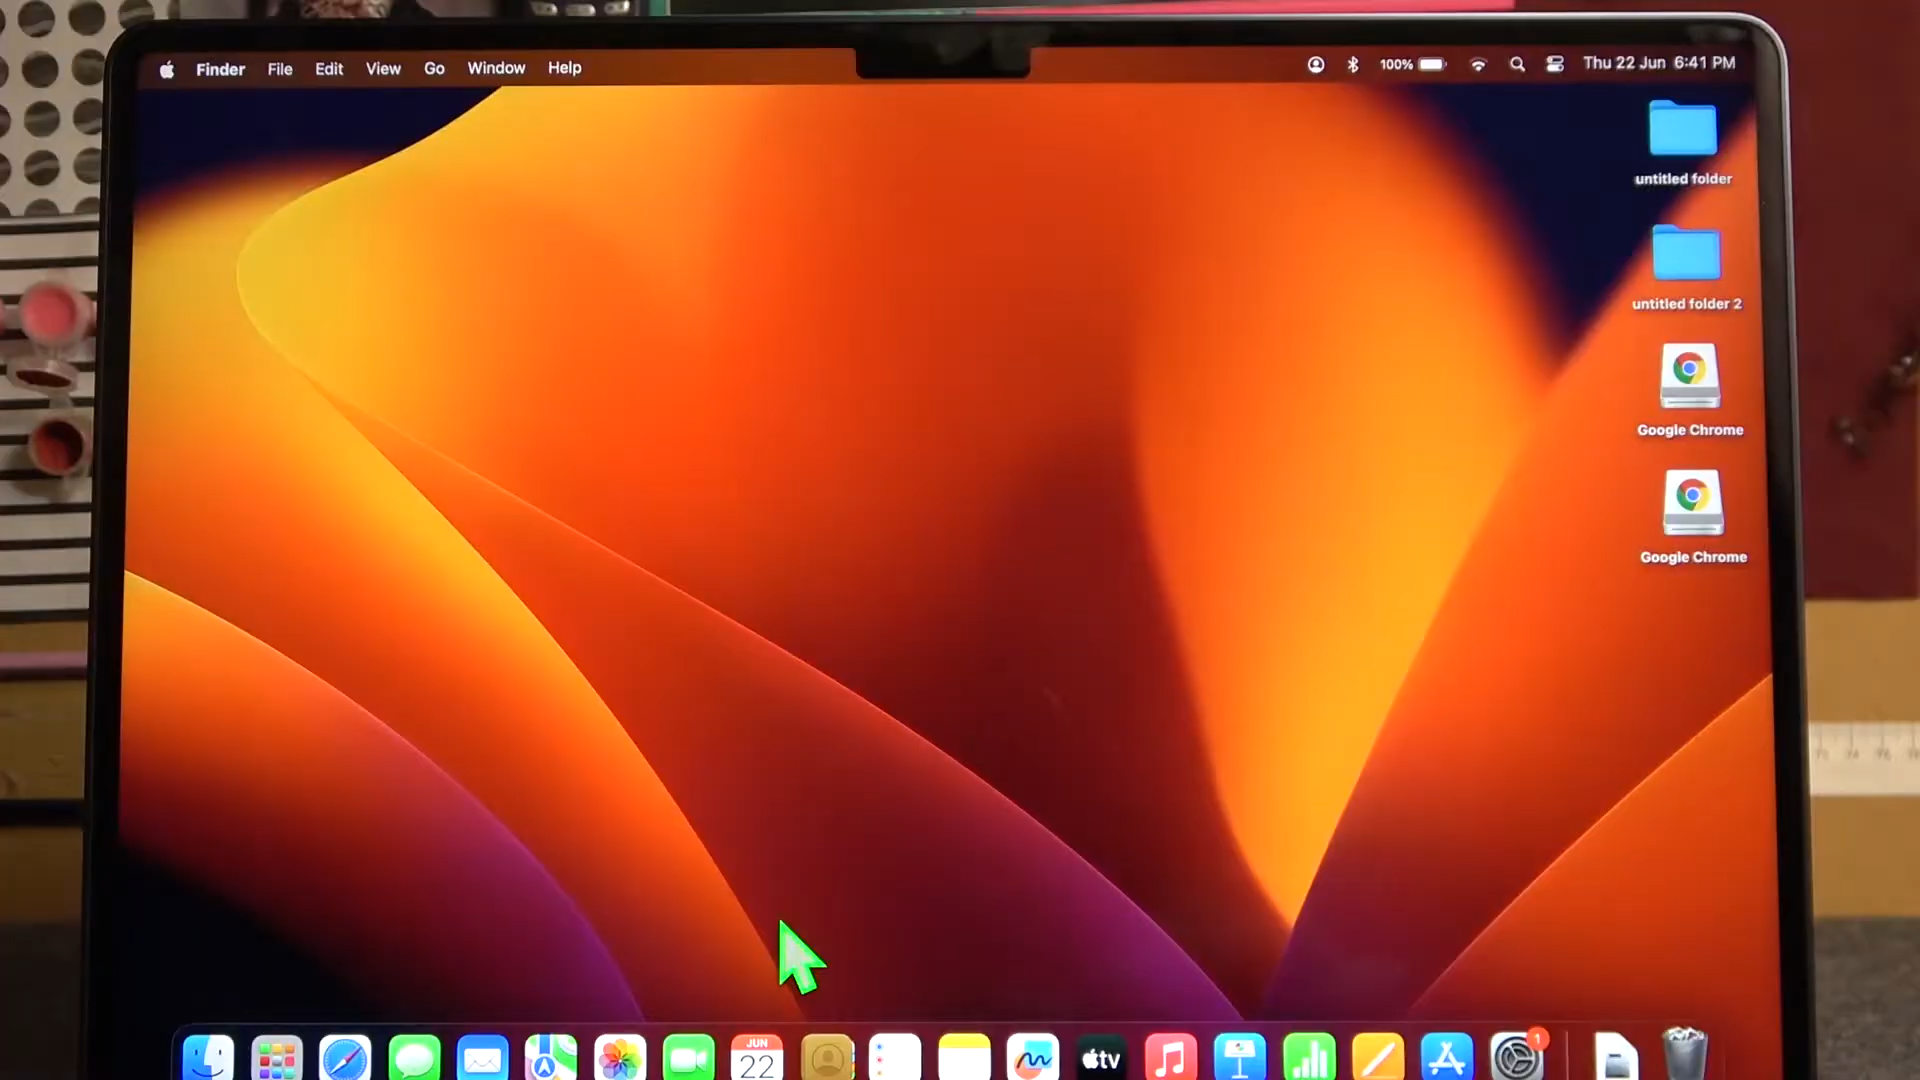 Finder File Edit View Go Window Help
100% Thu 22 Jun 6:41 PM
untitled folder
untitled folder 2
Google Chrome
Google Chrome
JUN
22
tv
1